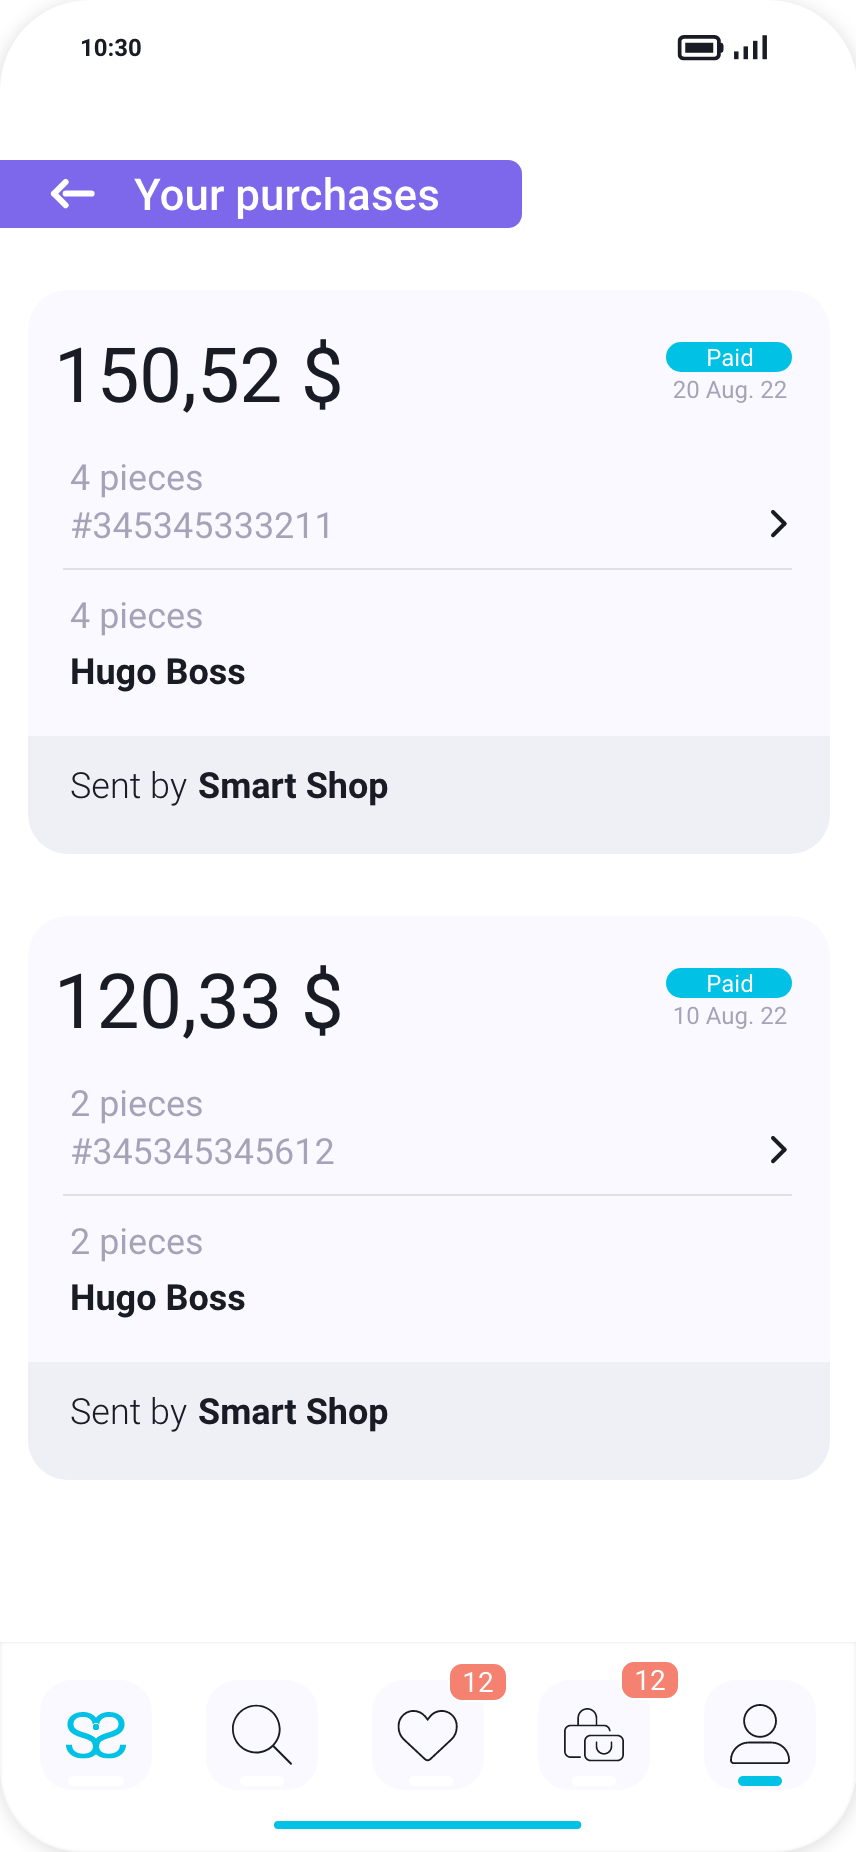 10:30
Your purchases
150,52 $
Paid
20 Aug. 22
4 pieces
#345345333211
4 pieces
Hugo Boss
Sent by Smart Shop
120,33 $
Paid
10 Aug. 22
2 pieces
#345345345612
2 pieces
Hugo Boss
Sent by Smart Shop
12
12